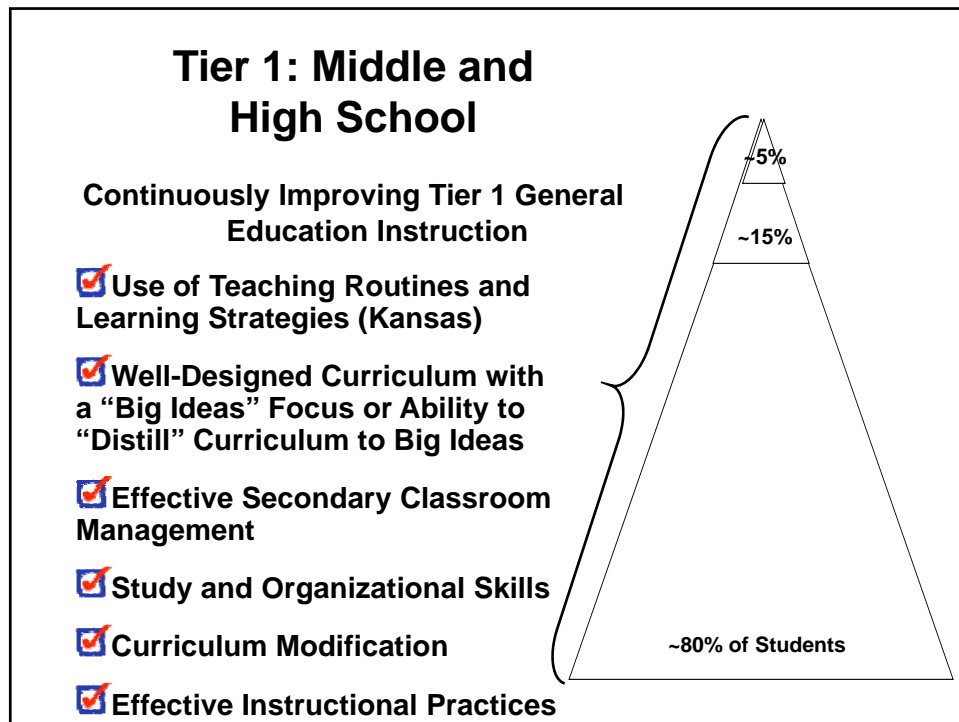 Tier 1: Middle and
High School
Continuously Improving Tier 1 General
Education Instruction
Use of Teaching Routines and
Learning Strategies (Kansas)
Well-Designed Curriculum with
a “Big Ideas” Focus or Ability to
“Distill” Curriculum to Big Ideas
Effective Secondary Classroom
Management
Study and Organizational Skills
Curriculum Modification
Effective Instructional Practices
~5%
~15%
~80% of Students